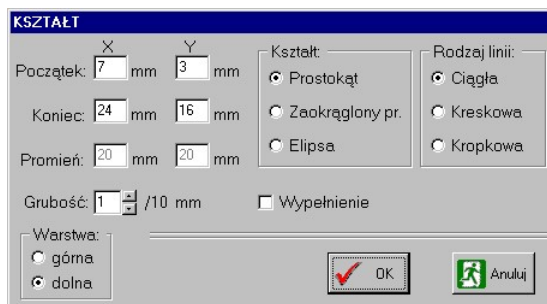 KSZTAŁT
X Y
Początek: 7 mm 3 mm
Koniec: 24 mm 16 mm
Promień: 20 mm 20 mm
Grubość: 1 /10 mm
Kształt:
Prostokąt
Zaokrąglony pr.
Elipsa
Rodzaj linii:
Ciągła
Kreskowa
Kropkowa
Wypełnienie
Warstwa:
górna
dolna
OK
Anuluj